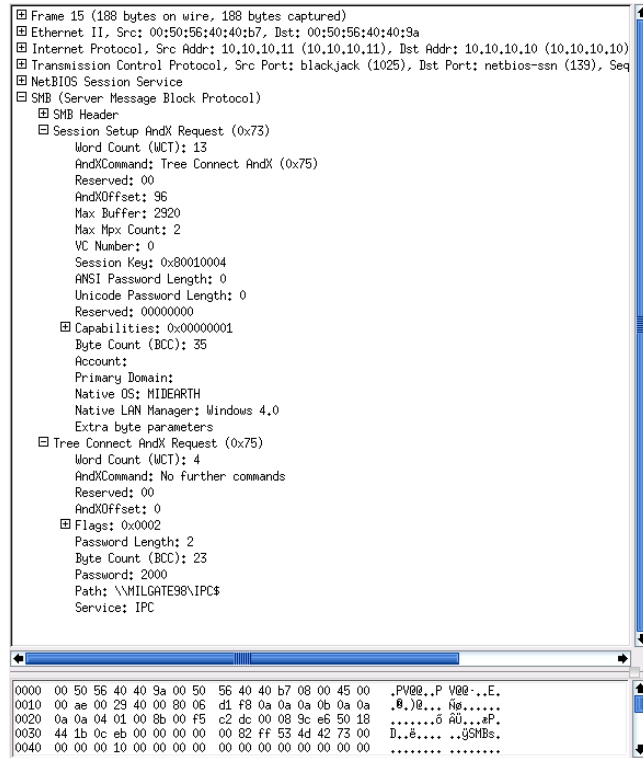 Frame 15 (188 bytes on wire, 188 bytes captured)
Ethernet II, Src: 00:50:56:40:40:b7, Dst: 00:50:56:40:40:9a
Internet Protocol, Src Addr: 10.10.10.11 (10.10.10.11), Dst Addr: 10.10.10.10 (10.10.10.10)
Transmission Control Protocol, Src Port: blackjack (1025), Dst Port: netbios-ssn (139), Seq
NetBIOS Session Service
SMB (Server Message Block Protocol)
SMB Header
Session Setup AndX Request (0x73)
Word Count (WCT): 13
AndXCommand: Tree Connect AndX (0x75)
Reserved: 00
AndXOffset: 96
Max Buffer: 2920
Max Mpx Count: 2
VC Number: 0
Session Key: 0x80010004
ANSI Password Length: 0
Unicode Password Length: 0
Reserved: 00000000
Capabilities: 0x00000001
Byte Count (BCC): 35
Account:
Primary Domain:
Native OS: MIDEARTH
Native LAN Manager: Windows 4.0
Extra byte parameters
Tree Connect AndX Request (0x75)
Word Count (WCT): 4
AndXCommand: No further commands
Reserved: 00
AndXOffset: 0
Flags: 0x0002
Password Length: 2
Byte Count (BCC): 23
Password: 2000
Path: \\MILGATE98\IPC$
Service: IPC
0000 00 50 56 40 40 9a 00 50 56 40 40 b7 08 00 45 00 .PV@@..P V@@·..E.
0010 00 ae 00 29 40 00 80 06 d1 f8 0a 0a 0a 0b 0a 0a .®.)@... Ñø......
0020 0a 0a 04 01 00 8b 00 f5 c2 dc 00 08 9c e6 50 18 .......õ ÂÜ...æP.
0030 44 1b 0c eb 00 00 00 00 00 82 ff 53 4d 42 73 00 D..ë.... ..ÿSMBs.
0040 00 00 00 10 00 00 00 00 00 00 00 00 00 00 00 00 ........ ........